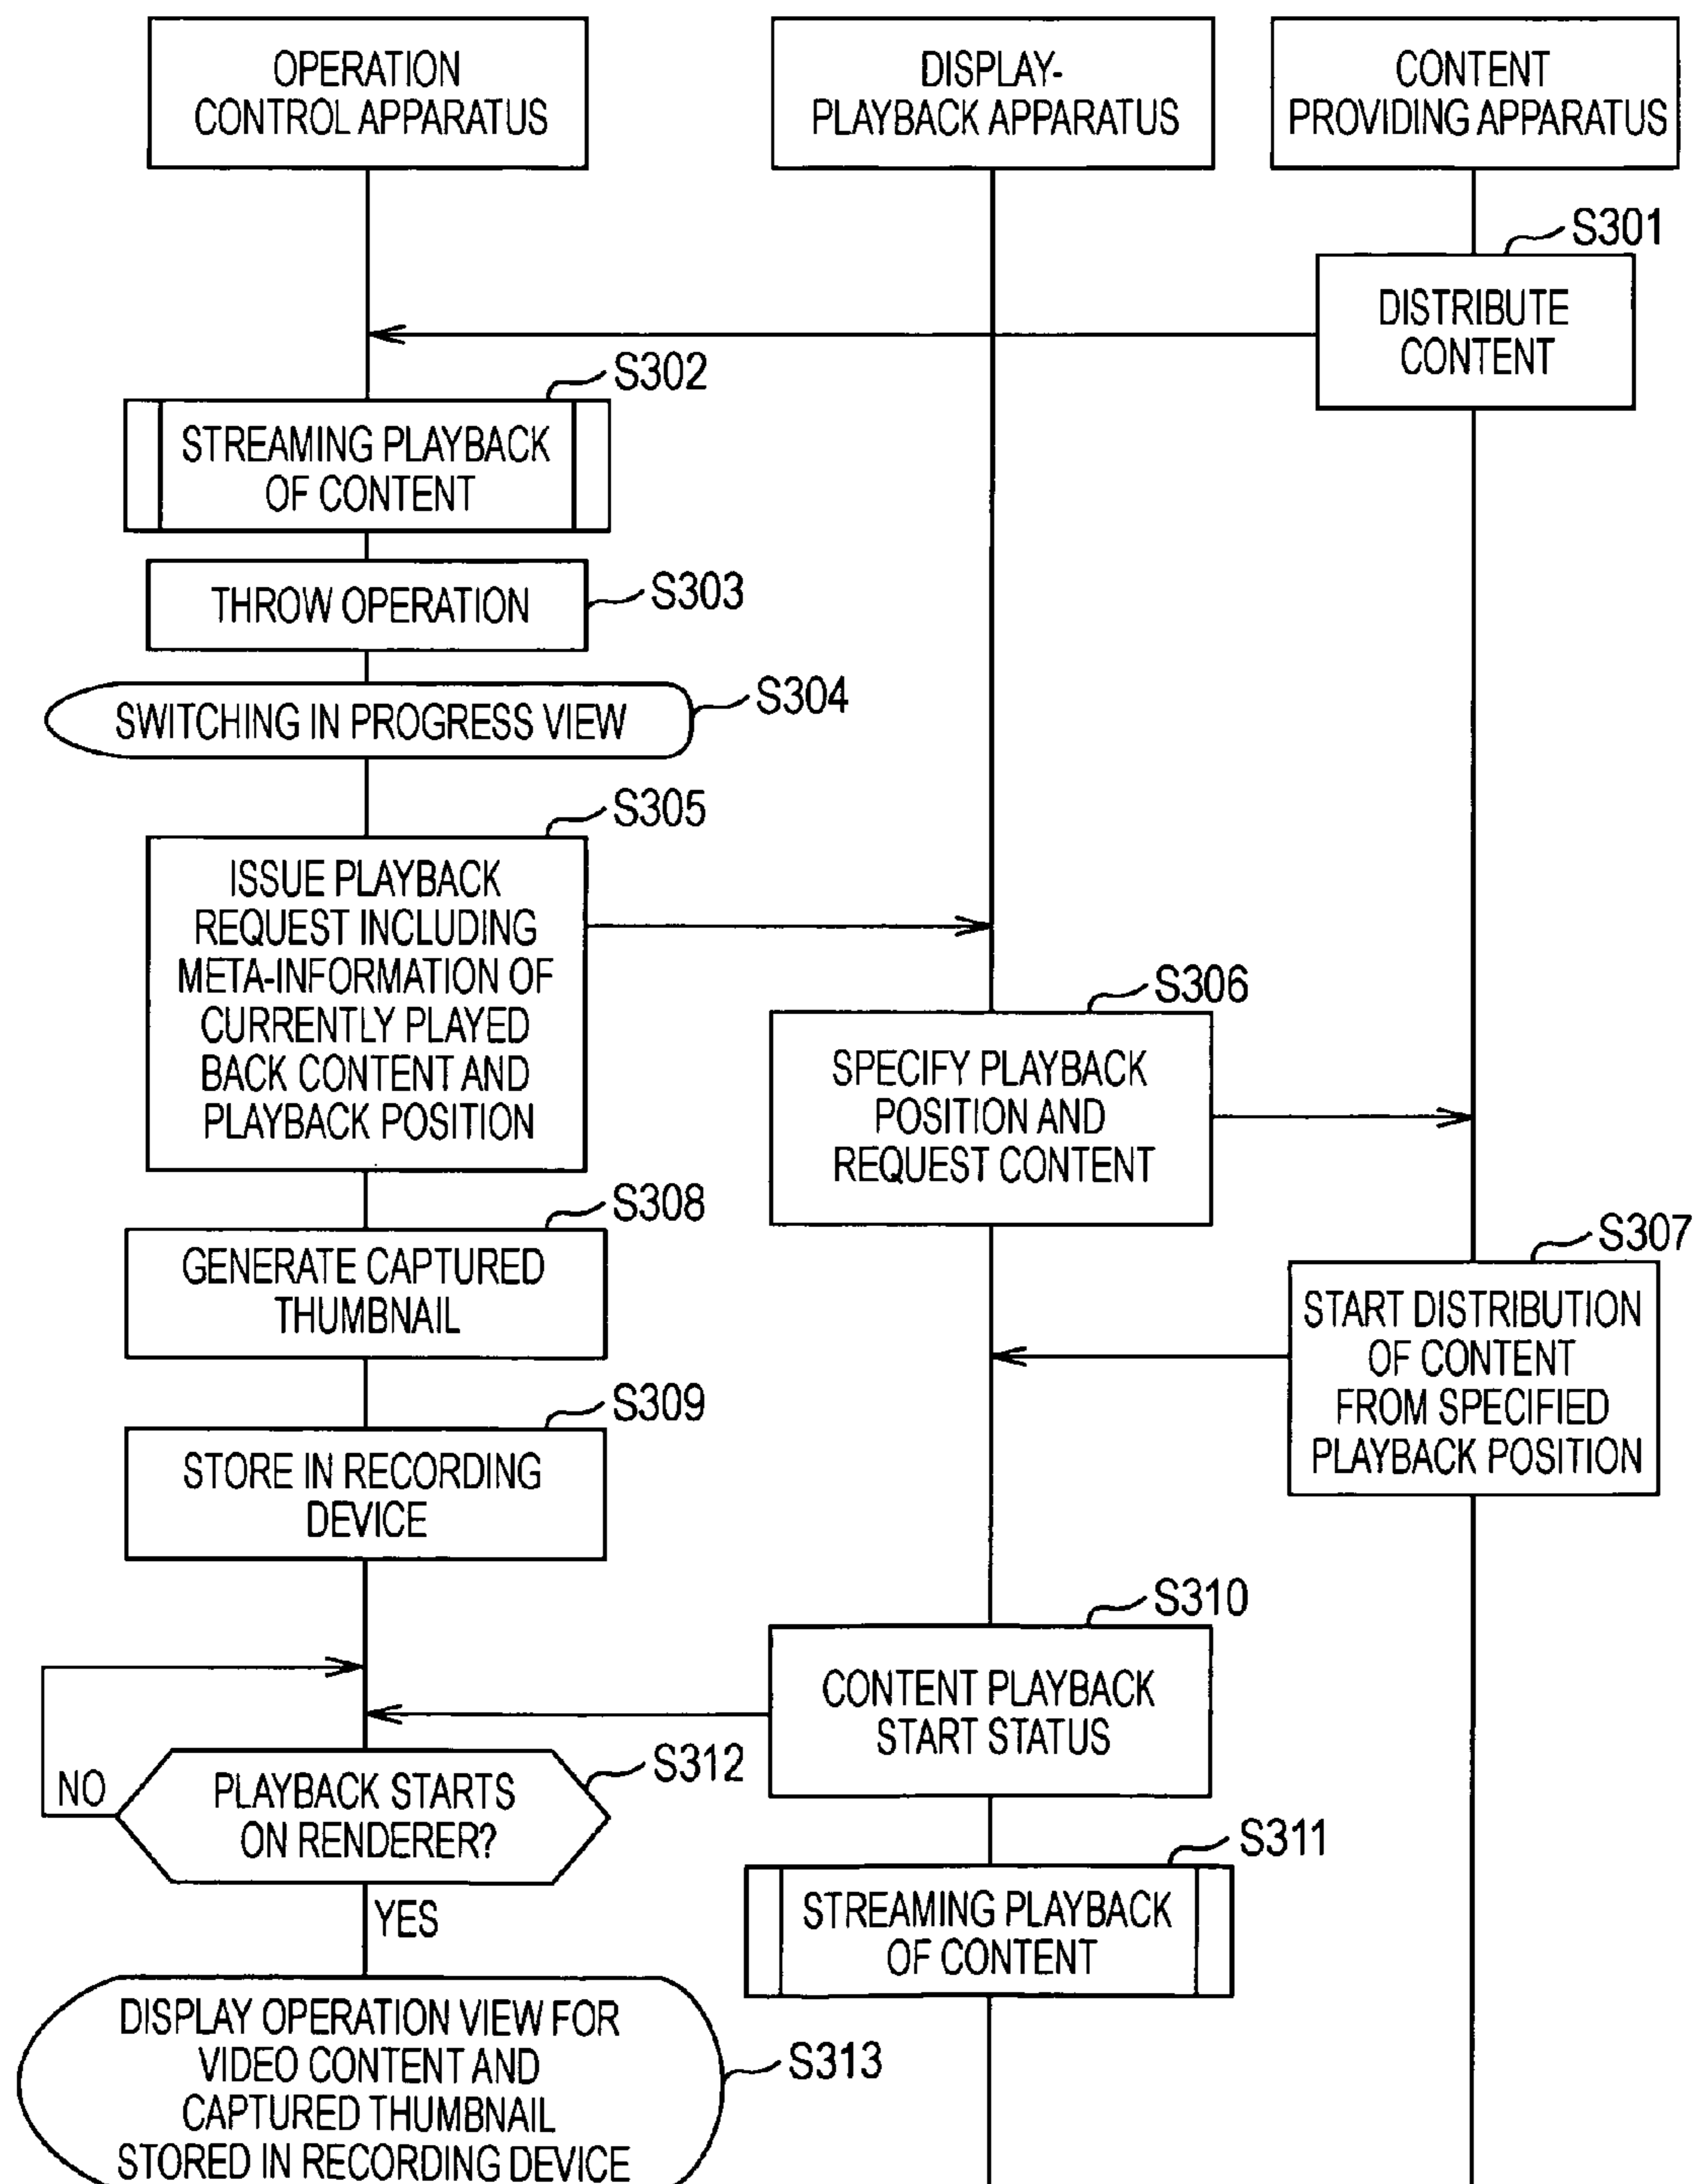 OPERATION
CONTROL APPARATUS
DISPLAY-
PLAYBACK APPARATUS
CONTENT
PROVIDING APPARATUS
S301
DISTRIBUTE
CONTENT
S302
STREAMING PLAYBACK
OF CONTENT
THROW OPERATION
S303
SWITCHING IN PROGRESS VIEW
S304
S305
ISSUE PLAYBACK
REQUEST INCLUDING
META-INFORMATION OF
CURRENTLY PLAYED
BACK CONTENT AND
PLAYBACK POSITION
S306
SPECIFY PLAYBACK
POSITION AND
REQUEST CONTENT
S307
START DISTRIBUTION
OF CONTENT
FROM SPECIFIED
PLAYBACK POSITION
S308
GENERATE CAPTURED
THUMBNAIL
S309
STORE IN RECORDING
DEVICE
S310
CONTENT PLAYBACK
START STATUS
S312
NO
PLAYBACK STARTS
ON RENDERER?
YES
S311
STREAMING PLAYBACK
OF CONTENT
DISPLAY OPERATION VIEW FOR
VIDEO CONTENT AND
CAPTURED THUMBNAIL
STORED IN RECORDING DEVICE
S313